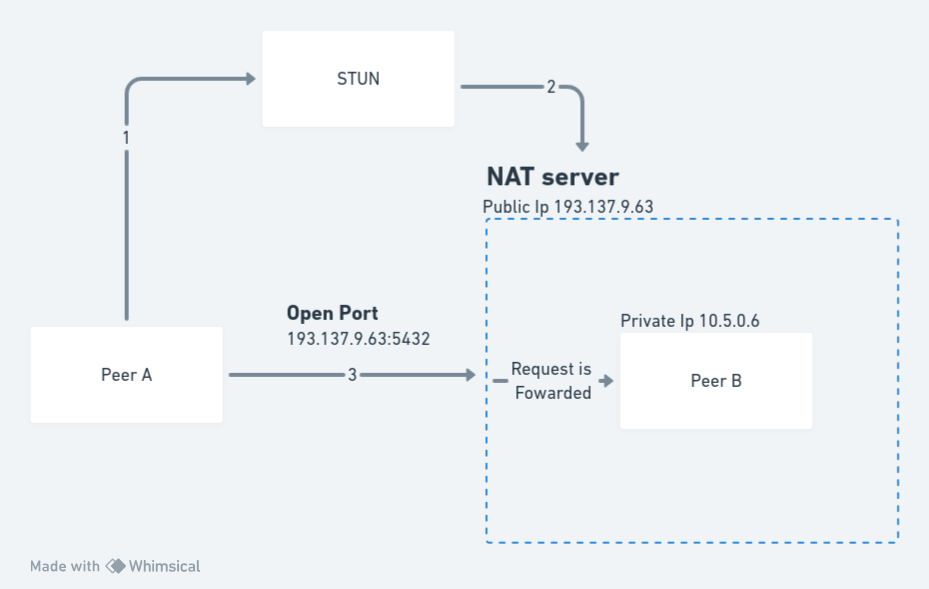 STUN
2
1
NAT server
Public Ip 193.137.9.63
Open Port
193.137.9.63:5432
Private Ip 10.5.0.6
Peer A
3
Request is
Fowarded
Peer B
Made with Whimsical